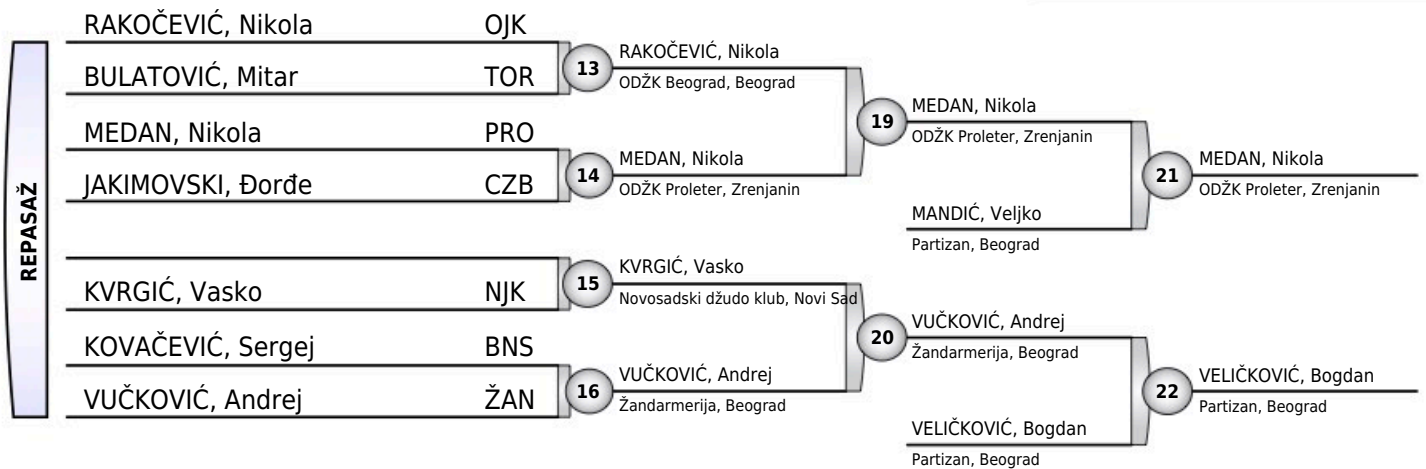 REPASAŽ
RAKOČEVIĆ, Nikola OJK
BULATOVIĆ, Mitar TOR
MEDAN, Nikola PRO
JAKIMOVSKI, Đorđe CZB
KVRGIĆ, Vasko NJK
KOVAČEVIĆ, Sergej BNS
VUČKOVIĆ, Andrej ŽAN
13
RAKOČEVIĆ, Nikola
ODŽK Beograd, Beograd
14
MEDAN, Nikola
ODŽK Proleter, Zrenjanin
15
KVRGIĆ, Vasko
Novosadski džudo klub, Novi Sad
16
VUČKOVIĆ, Andrej
Žandarmerija, Beograd
19
MEDAN, Nikola
ODŽK Proleter, Zrenjanin
MANDIĆ, Veljko
Partizan, Beograd
20
VUČKOVIĆ, Andrej
Žandarmerija, Beograd
VELIČKOVIĆ, Bogdan
Partizan, Beograd
21
MEDAN, Nikola
ODŽK Proleter, Zrenjanin
22
VELIČKOVIĆ, Bogdan
Partizan, Beograd